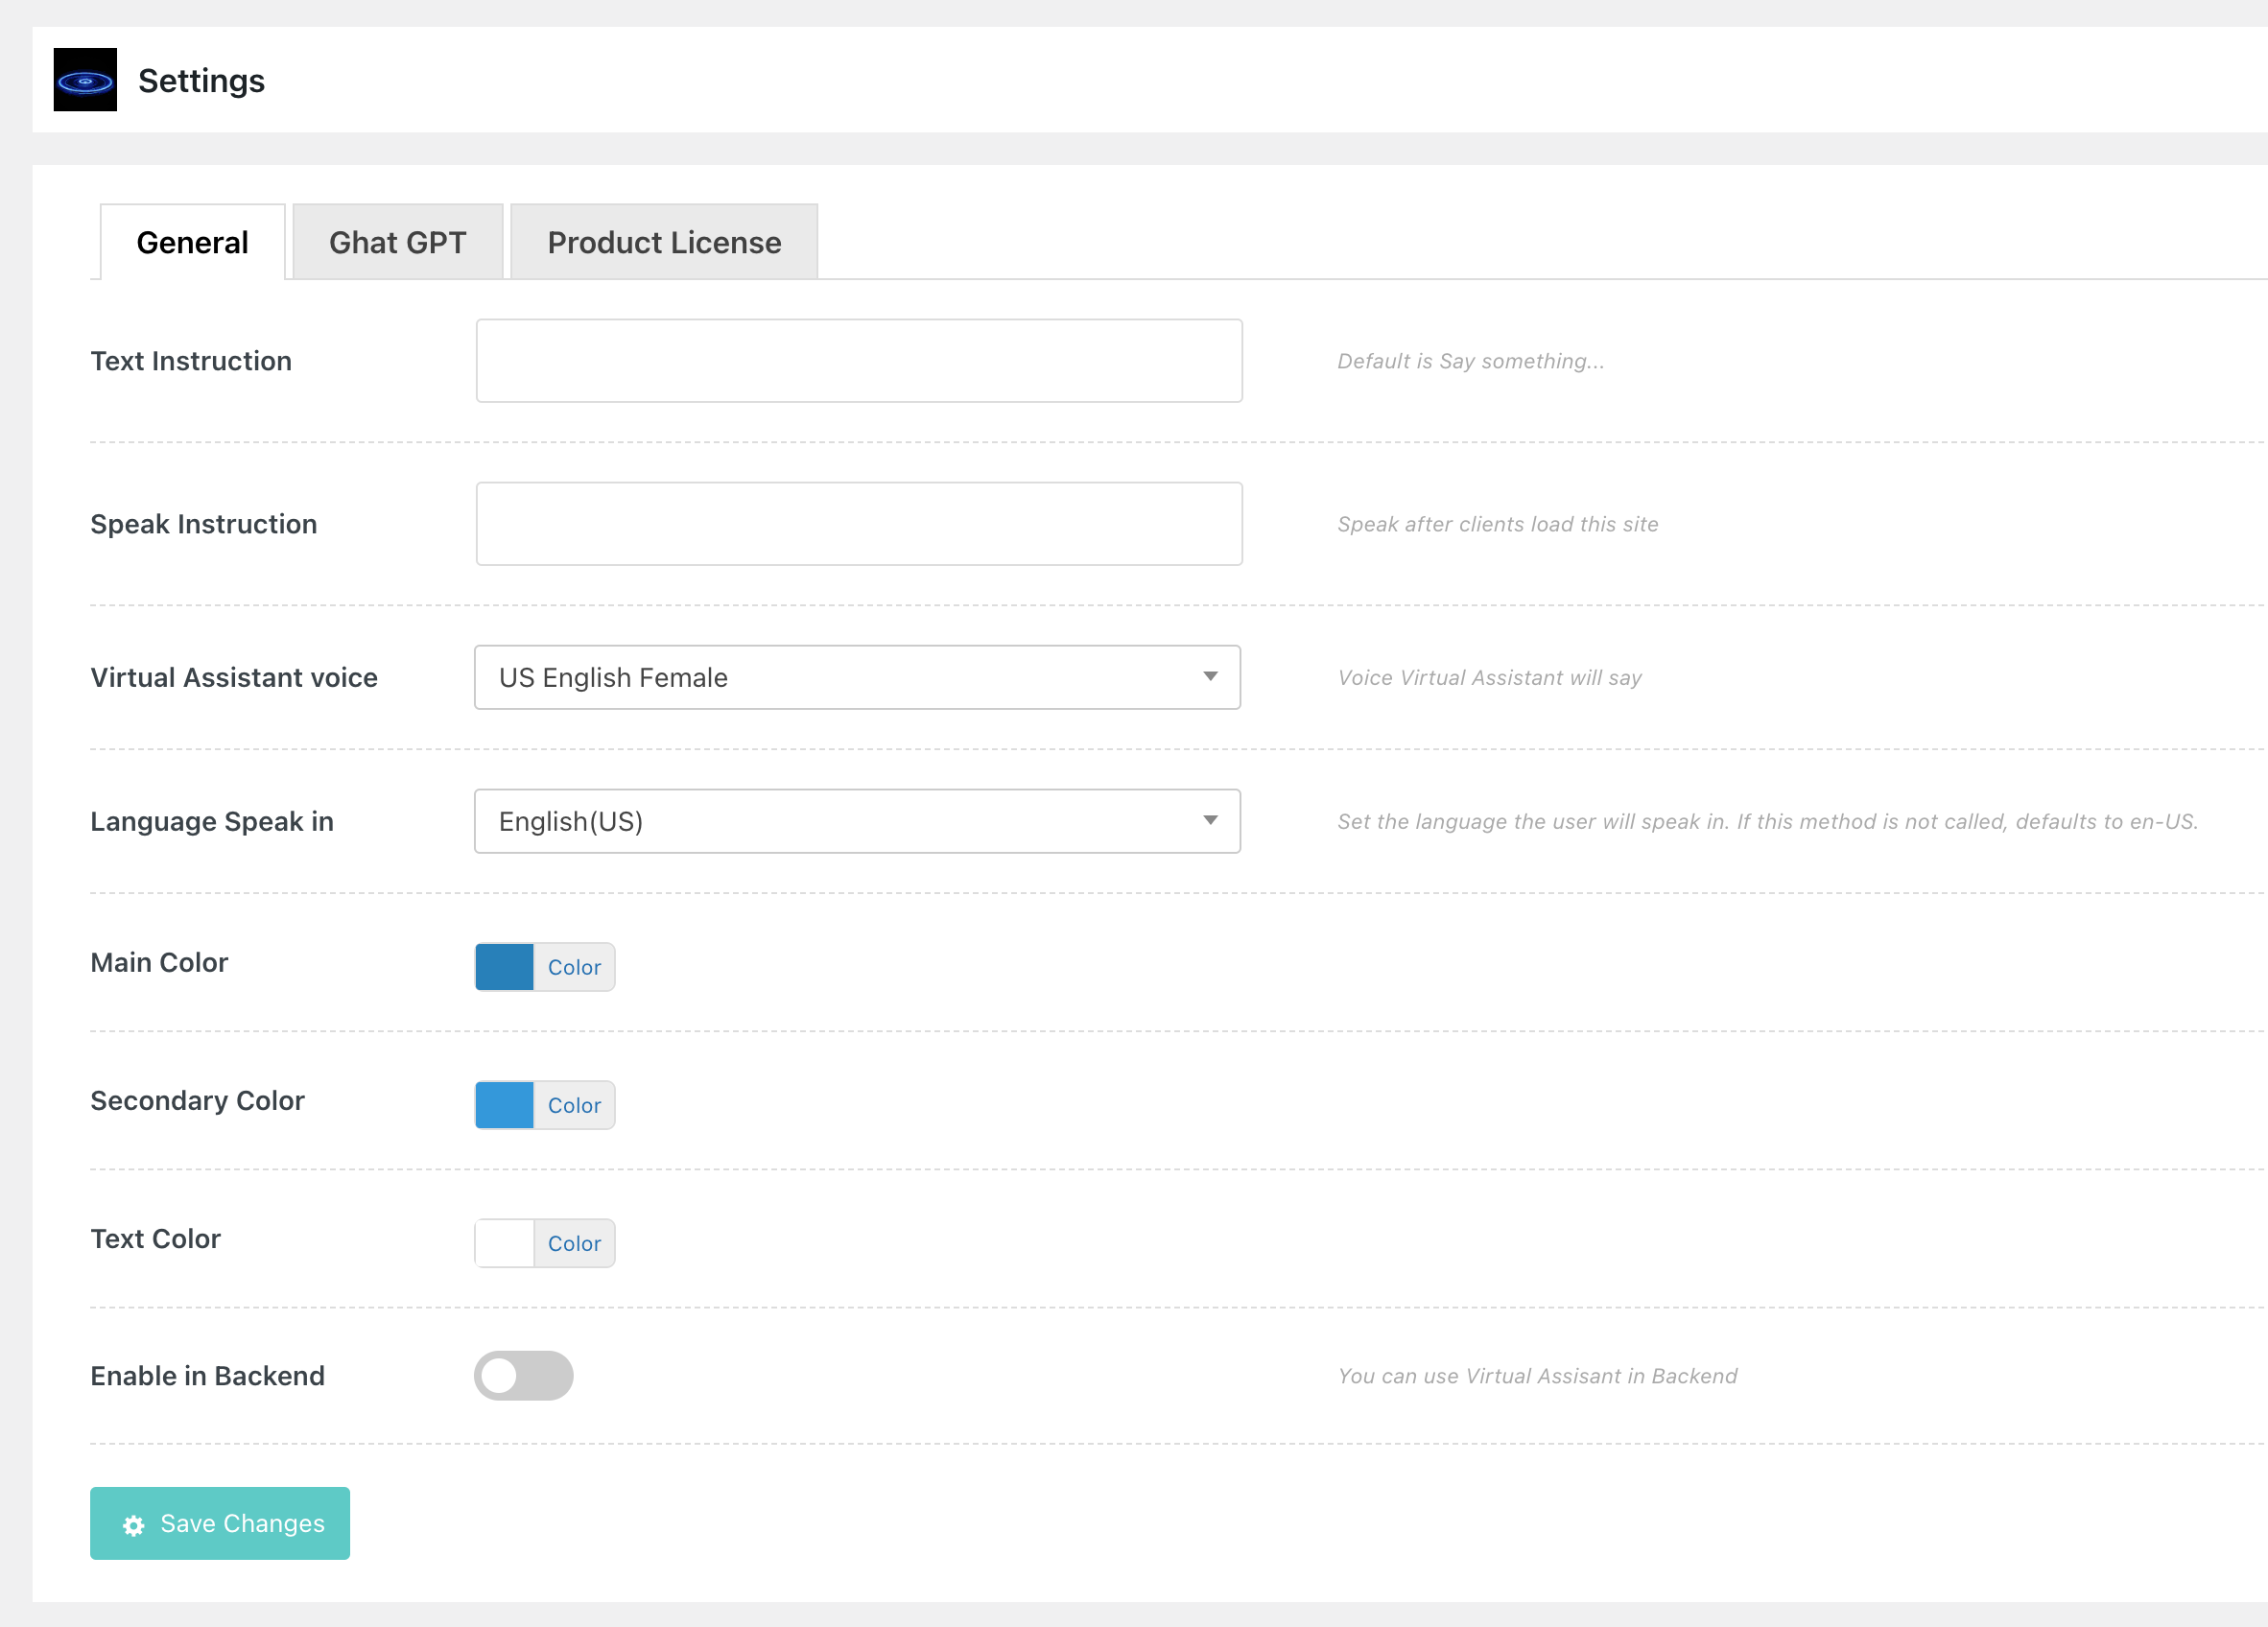 Settings
General
Ghat GPT
Product License
Text Instruction
Default is Say something...
Speak Instruction
Speak after clients load this site
Virtual Assistant voice
US English Female
Voice Virtual Assistant will say
Language Speak in
English(US)
Set the language the user will speak in. If this method is not called, defaults to en-US.
Main Color
Color
Secondary Color
Color
Text Color
Color
Enable in Backend
You can use Virtual Assisant in Backend
Save Changes